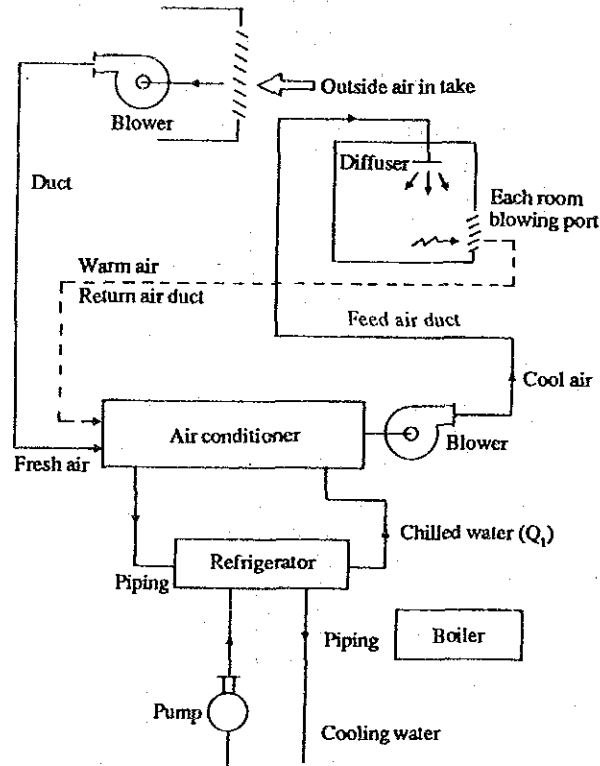 Outside air in take
Blower
Duct
Diffuser
Each room
blowing port
Warm air
Return air duct
Feed air duct
Cool air
Air conditioner
Blower
Fresh air
Chilled water (Q₁)
Refrigerator
Piping
Piping
Boiler
Pump
Cooling water